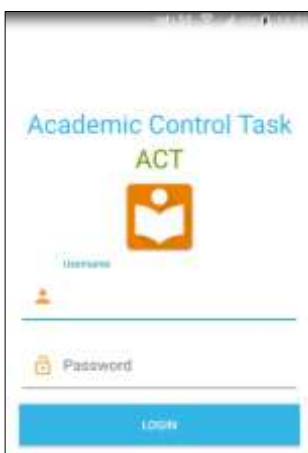 Academic Control Task
ACT
Username
Password
LOGIN